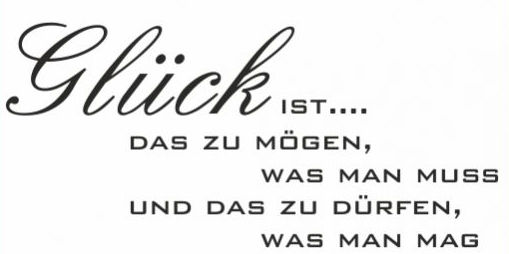 Glück IST....
DAS ZU MÖGEN,
WAS MAN MUSS
UND DAS ZU DÜRFEN,
WAS MAN MAG